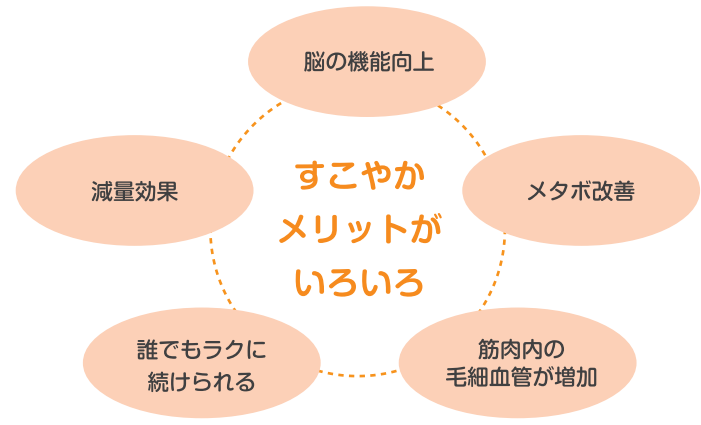 脳の機能向上
減量効果
メタボ改善
すこやか
メリットが
いろいろ
誰でもラクに
続けられる
筋肉内の
毛細血管が増加